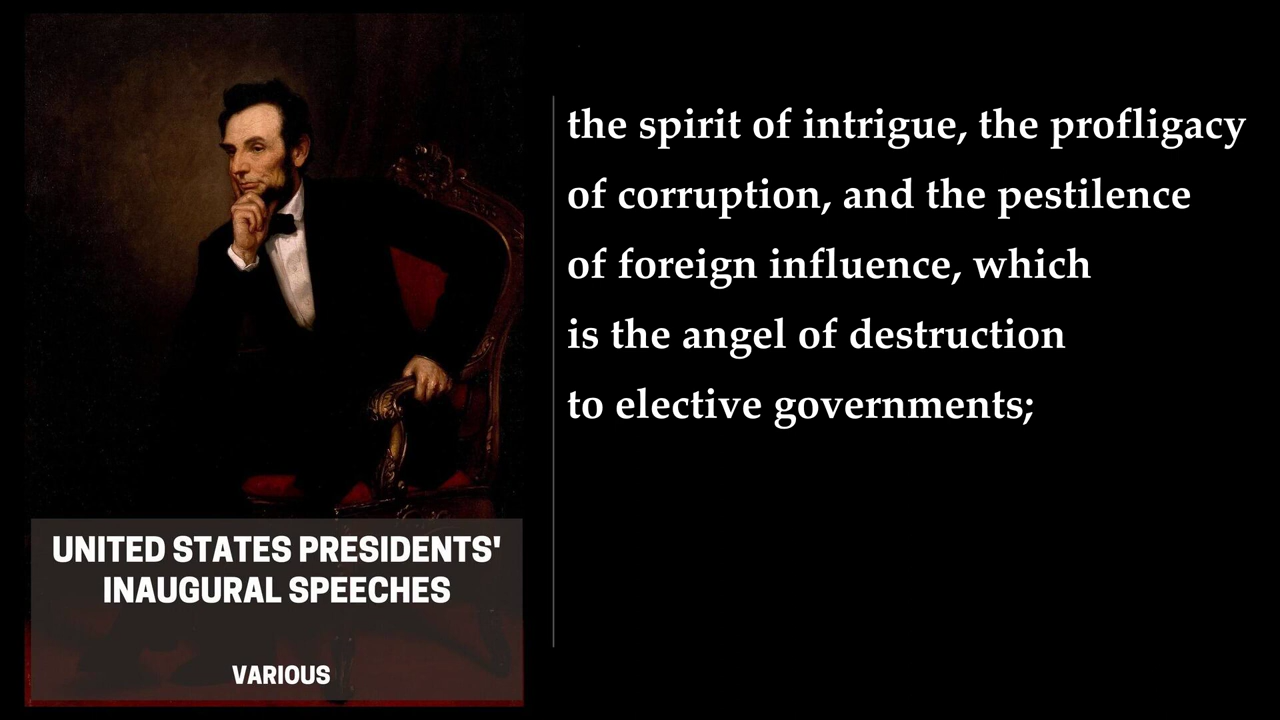 the spirit of intrigue, the profligacy
of corruption, and the pestilence
of foreign influence, which
is the angel of destruction
to elective governments;
UNITED STATES PRESIDENTS'
INAUGURAL SPEECHES
VARIOUS